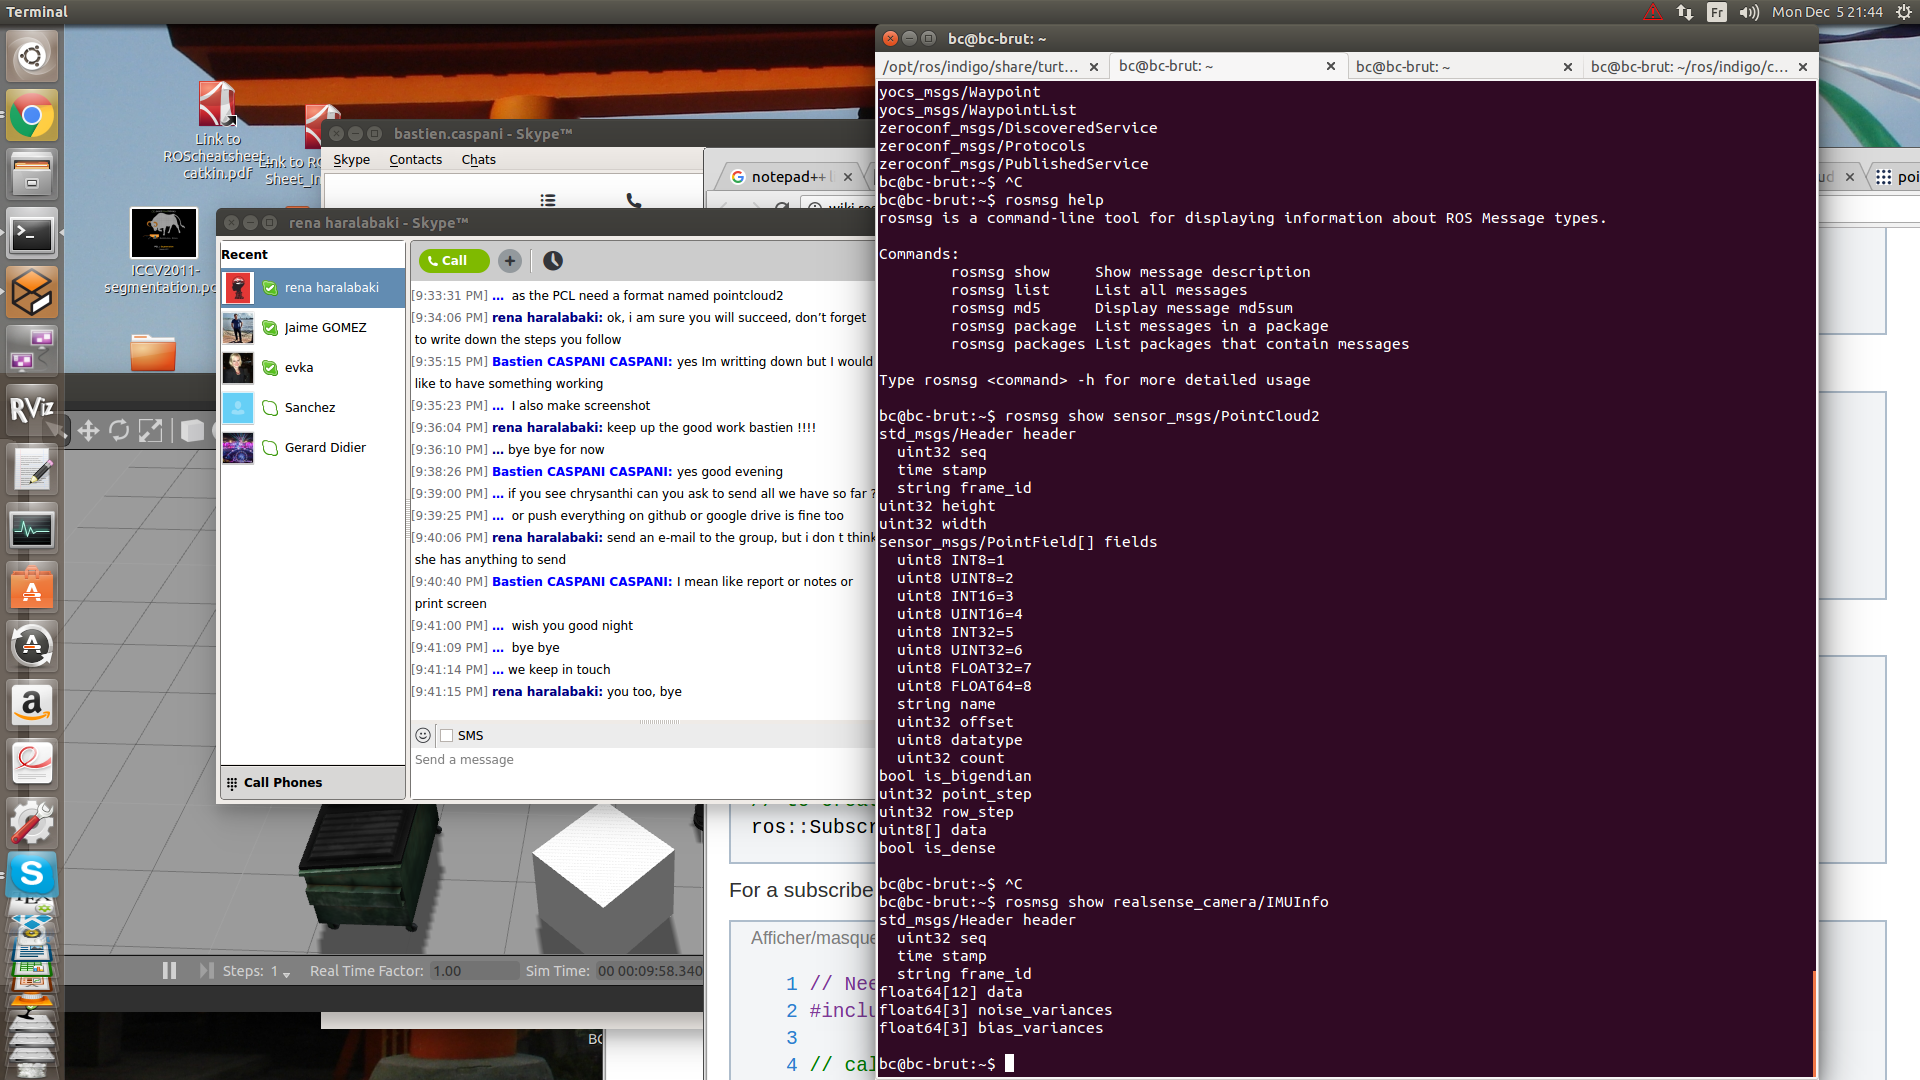 Terminal
Fr
Mon Dec 5 21:44
Link to
ROScheatsheet_
catkin.pdf
Link to RO
Sheet_In
ICCV2011-
segmentation.pc
RViz
bastien.caspani - Skype™
Skype Contacts Chats
notepad++ l
rena haralabaki - Skype™
Recent
rena haralabaki
Jaime GOMEZ
evka
Sanchez
Gerard Didier
Call Phones
Call
[9:33:31 PM] ... as the PCL need a format named pointcloud2
[9:34:06 PM] rena haralabaki: ok, i am sure you will succeed, don't forget
to write down the steps you follow
[9:35:15 PM] Bastien CASPANI CASPANI: yes Im writting down but I would
like to have something working
[9:35:23 PM] ... I also make screenshot
[9:36:04 PM] rena haralabaki: keep up the good work bastien !!!!
[9:36:10 PM] ... bye bye for now
[9:38:26 PM] Bastien CASPANI CASPANI: yes good evening
[9:39:00 PM] ... if you see chrysanthi can you ask to send all we have so far ?
[9:39:25 PM] ... or push everything on github or google drive is fine too
[9:40:06 PM] rena haralabaki: send an e-mail to the group, but i don t think
she has anything to send
[9:40:40 PM] Bastien CASPANI CASPANI: I mean like report or notes or
print screen
[9:41:00 PM] ... wish you good night
[9:41:09 PM] ... bye bye
[9:41:14 PM] ... we keep in touch
[9:41:15 PM] rena haralabaki: you too, bye
SMS
Send a message
Steps: 1
Real Time Factor: 1.00
Sim Time: 00 00:09:58.340
ros::Subscr
For a subscribe
Afficher/masque
1 // Nee
2 #inclu
3
4 // cal
bc@bc-brut: ~
/opt/ros/indigo/share/turt...
bc@bc-brut: ~
bc@bc-brut: ~
bc@bc-brut: ~/ros/indigo/c...
yocs_msgs/Waypoint
yocs_msgs/WaypointList
zeroconf_msgs/DiscoveredService
zeroconf_msgs/Protocols
zeroconf_msgs/PublishedService
bc@bc-brut:~$ ^C
bc@bc-brut:~$ rosmsg help
rosmsg is a command-line tool for displaying information about ROS Message types.
Commands:
rosmsg show Show message description
rosmsg list List all messages
rosmsg md5 Display message md5sum
rosmsg package List messages in a package
rosmsg packages List packages that contain messages
Type rosmsg <command> -h for more detailed usage
bc@bc-brut:~$ rosmsg show sensor_msgs/PointCloud2
std_msgs/Header header
uint32 seq
time stamp
string frame_id
uint32 height
uint32 width
sensor_msgs/PointField[] fields
uint8 INT8=1
uint8 UINT8=2
uint8 INT16=3
uint8 UINT16=4
uint8 INT32=5
uint8 UINT32=6
uint8 FLOAT32=7
uint8 FLOAT64=8
string name
uint32 offset
uint8 datatype
uint32 count
bool is_bigendian
uint32 point_step
uint32 row_step
uint8[] data
bool is_dense
bc@bc-brut:~$ ^C
bc@bc-brut:~$ rosmsg show realsense_camera/IMUInfo
std_msgs/Header header
uint32 seq
time stamp
string frame_id
float64[12] data
float64[3] noise_variances
float64[3] bias_variances
bc@bc-brut:~$
ud
poi